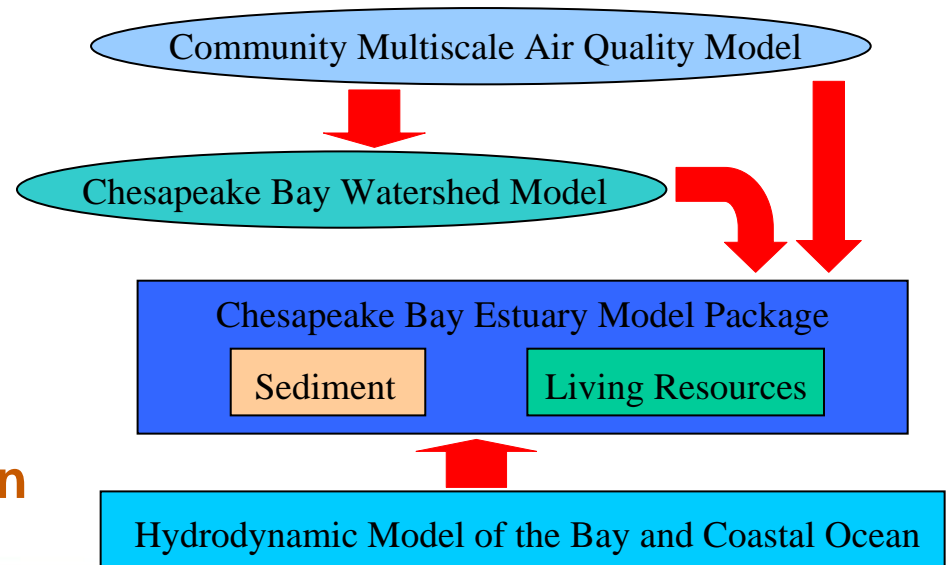 Community Multiscale Air Quality Model
Chesapeake Bay Watershed Model
Chesapeake Bay Estuary Model Package
Sediment
Living Resources
n
Hydrodynamic Model of the Bay and Coastal Ocean